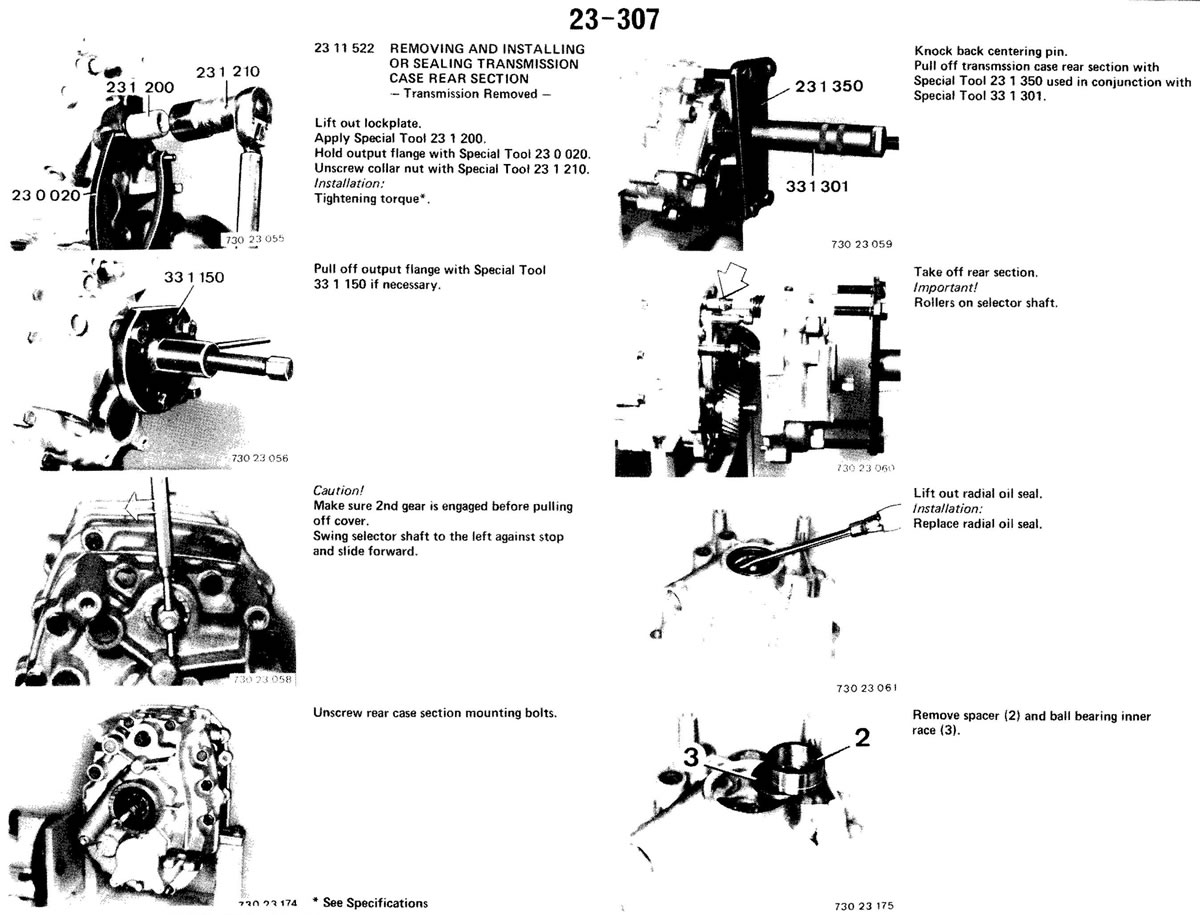 23-307
23 11 522 REMOVING AND INSTALLING
OR SEALING TRANSMISSION
CASE REAR SECTION
– Transmission Removed –
231 210
231 200
23 0 020
730 23 055
Lift out lockplate.
Apply Special Tool 23 1 200.
Hold output flange with Special Tool 23 0 020.
Unscrew collar nut with Special Tool 23 1 210.
Installation:
Tightening torque*.
33 1 150
730 23 056
Pull off output flange with Special Tool
33 1 150 if necessary.
730 23 058
Caution!
Make sure 2nd gear is engaged before pulling
off cover.
Swing selector shaft to the left against stop
and slide forward.
730 23 174
Unscrew rear case section mounting bolts.
* See Specifications
231 350
331 301
730 23 059
Knock back centering pin.
Pull off transmssion case rear section with
Special Tool 23 1 350 used in conjunction with
Special Tool 33 1 301.
730 23 060
Take off rear section.
Important!
Rollers on selector shaft.
730 23 061
Lift out radial oil seal.
Installation:
Replace radial oil seal.
2
3
730 23 175
Remove spacer (2) and ball bearing inner
race (3).